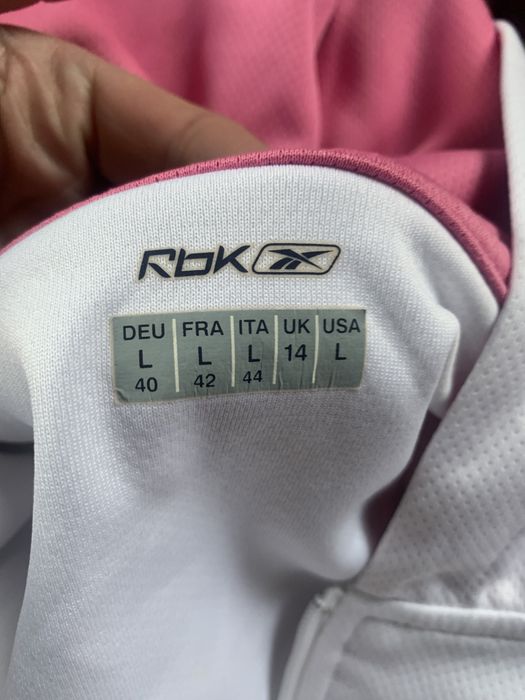 Rbk
DEU FRA ITA UK USA
L L L 14 L
40 42 44